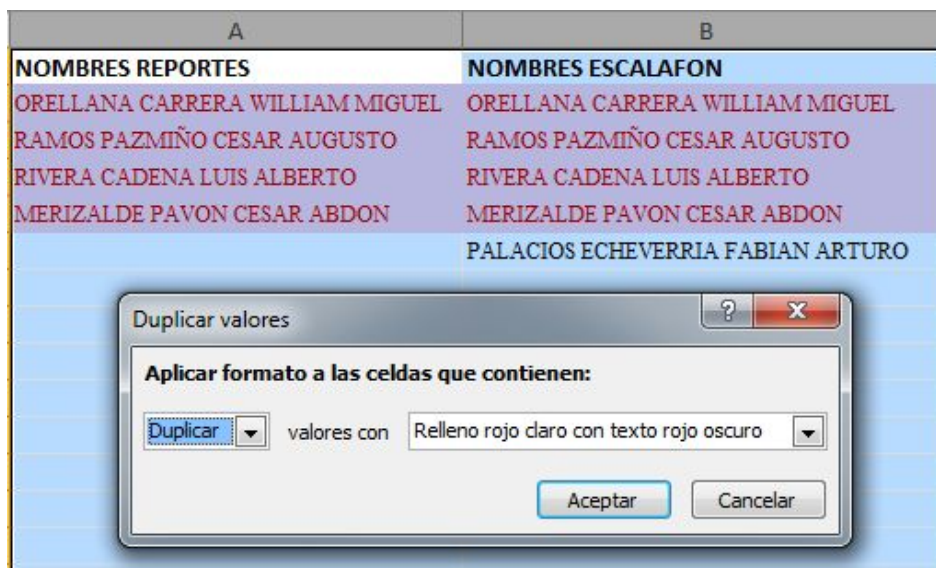 A B
NOMBRES REPORTES NOMBRES ESCALAFON
ORELLANA CARRERA WILLIAM MIGUEL ORELLANA CARRERA WILLIAM MIGUEL
RAMOS PAZMIÑO CESAR AUGUSTO RAMOS PAZMIÑO CESAR AUGUSTO
RIVERA CADENA LUIS ALBERTO RIVERA CADENA LUIS ALBERTO
MERIZALDE PAVON CESAR ABDON MERIZALDE PAVON CESAR ABDON
PALACIOS ECHEVERRIA FABIAN ARTURO
Duplicar valores ? x
Aplicar formato a las celdas que contienen:
Duplicar valores con Relleno rojo claro con texto rojo oscuro
Aceptar Cancelar